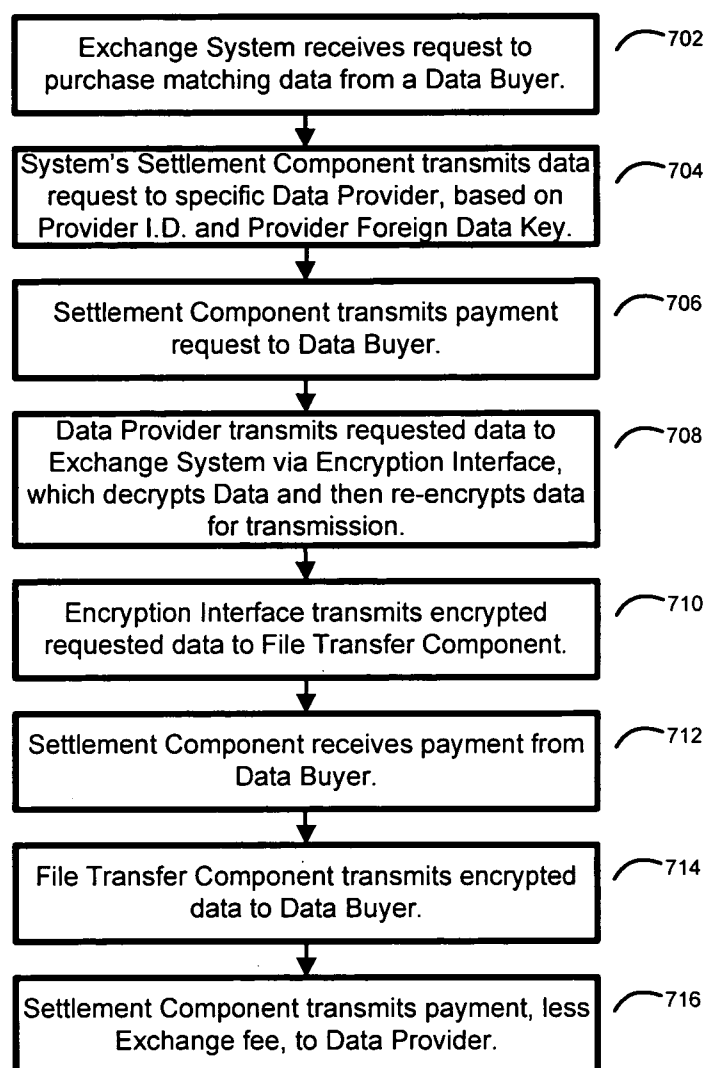 Exchange System receives request to
purchase matching data from a Data Buyer.
702
System's Settlement Component transmits data
request to specific Data Provider, based on
Provider I.D. and Provider Foreign Data Key.
704
Settlement Component transmits payment
request to Data Buyer.
706
Data Provider transmits requested data to
Exchange System via Encryption Interface,
which decrypts Data and then re-encrypts data
for transmission.
708
Encryption Interface transmits encrypted
requested data to File Transfer Component.
710
Settlement Component receives payment from
Data Buyer.
712
File Transfer Component transmits encrypted
data to Data Buyer.
714
Settlement Component transmits payment, less
Exchange fee, to Data Provider.
716